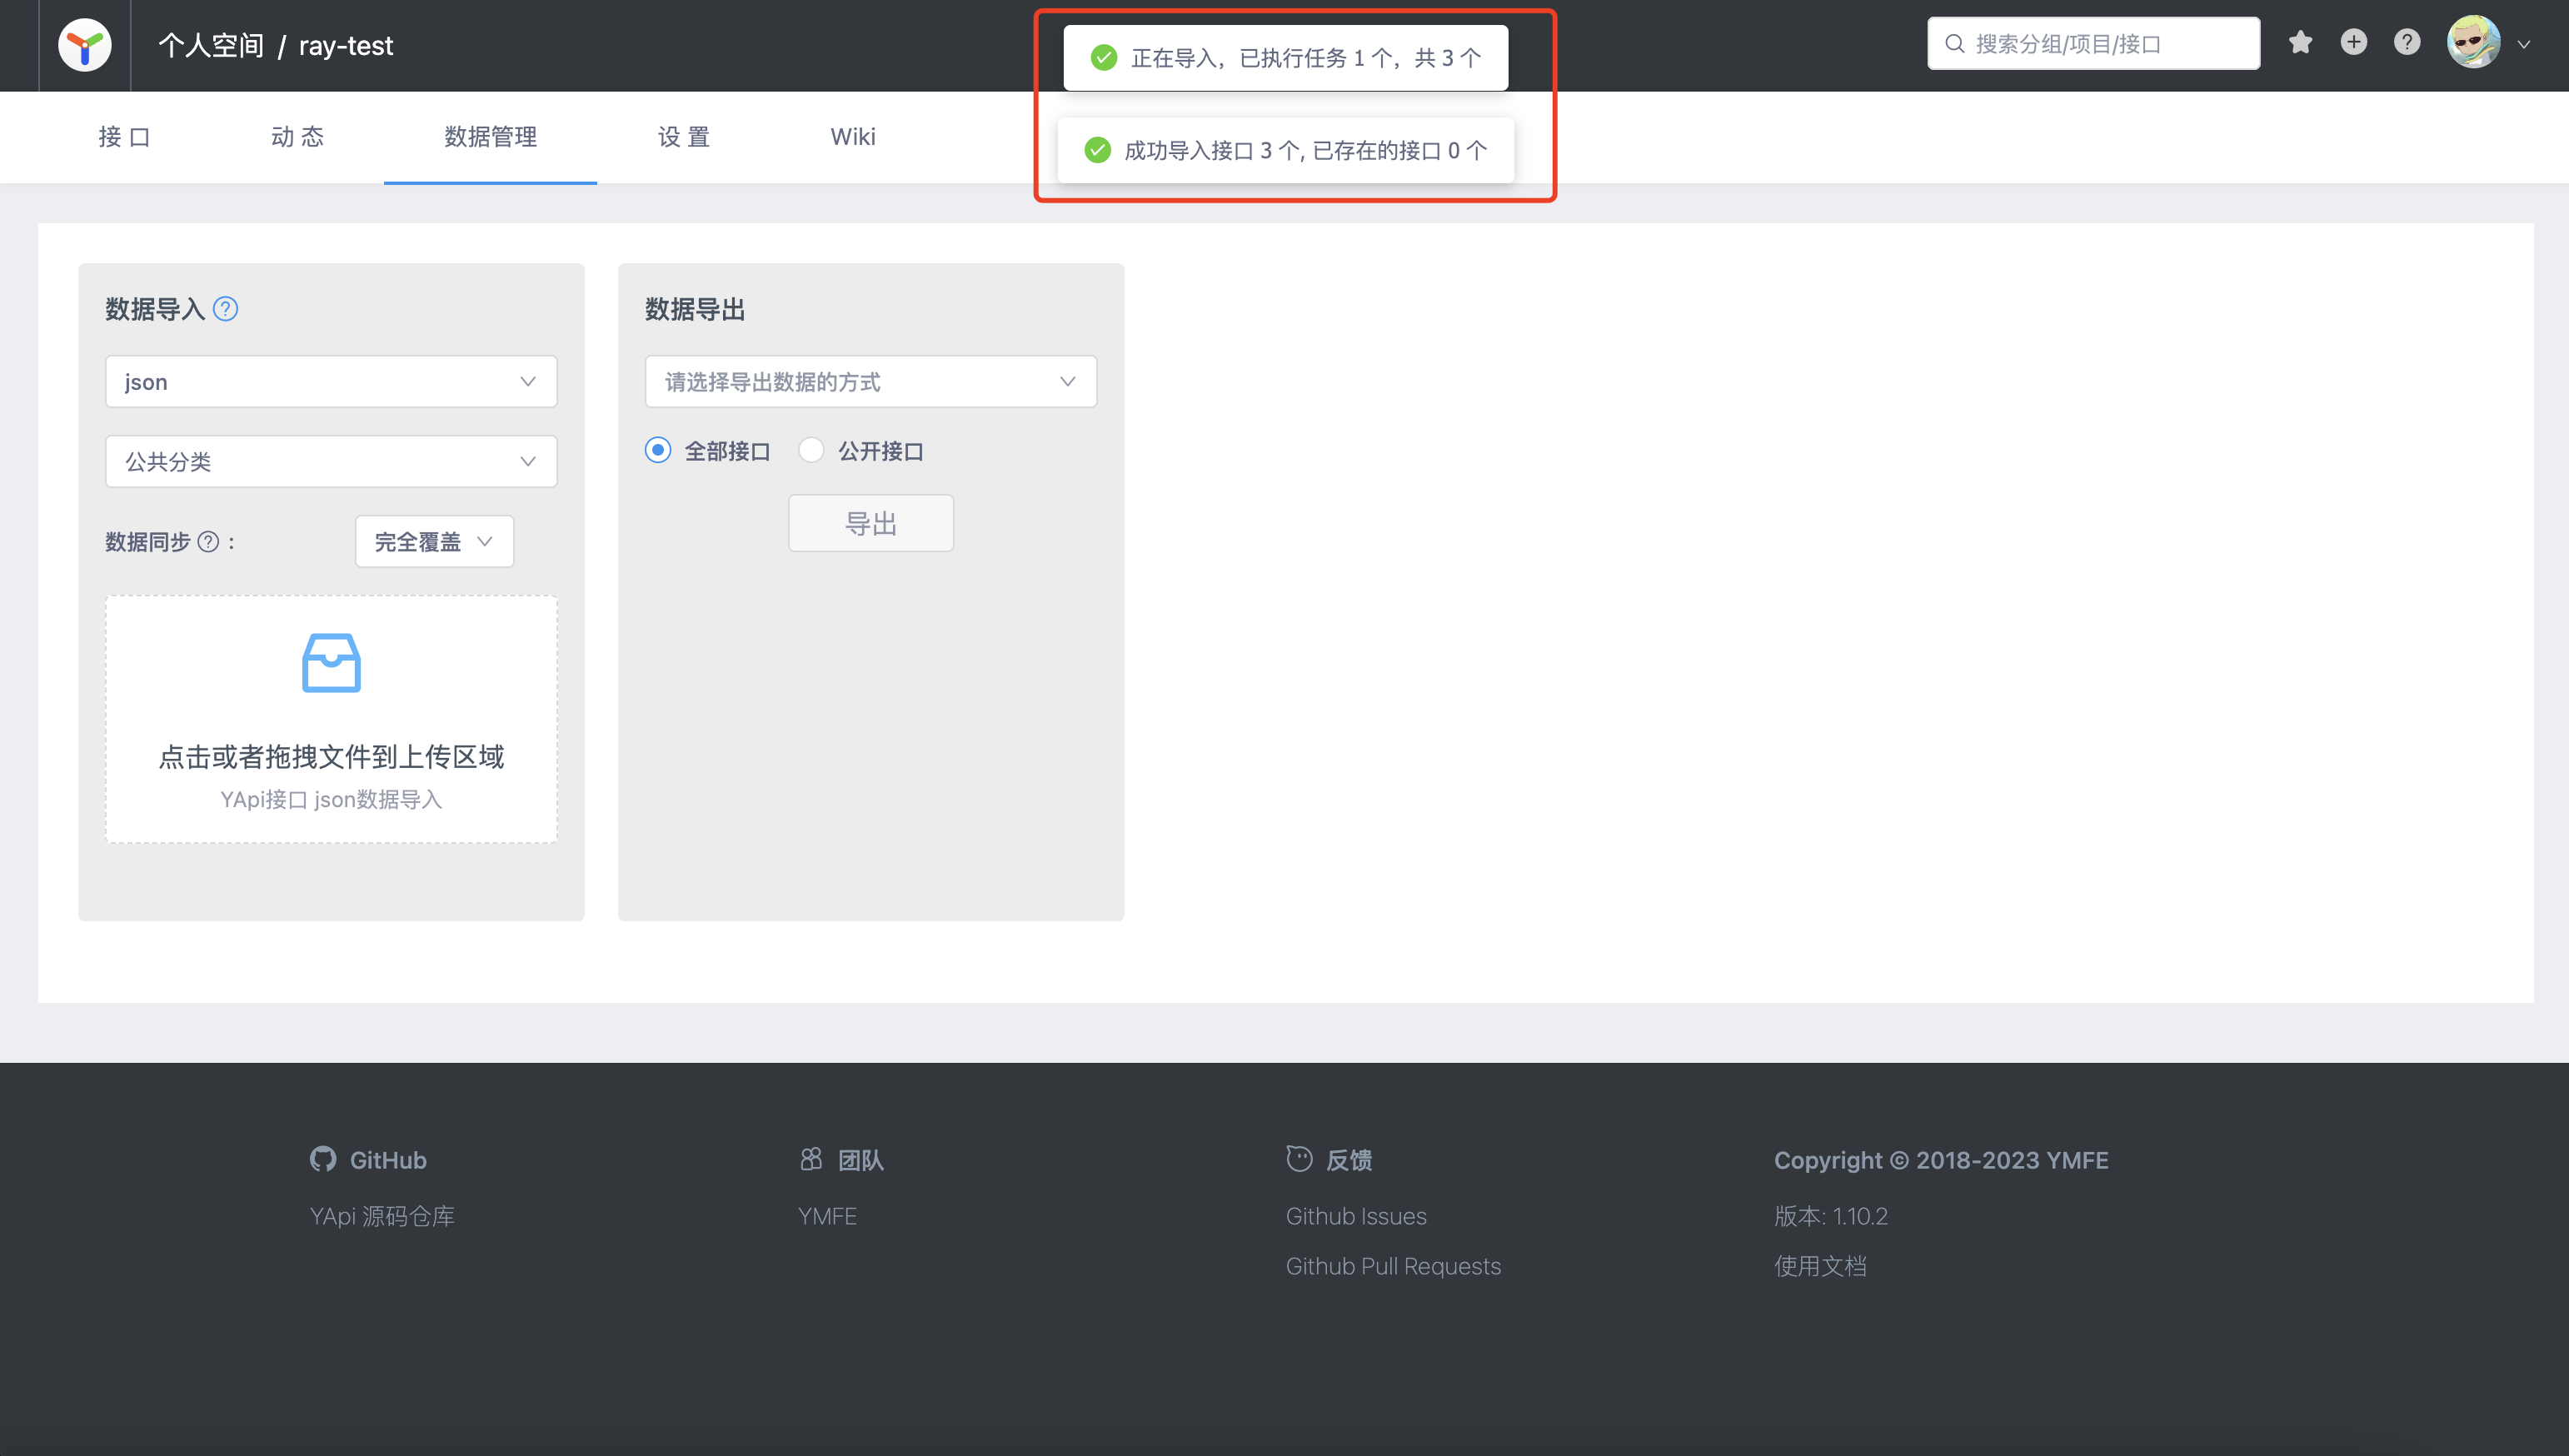 个人空间 / ray-test
正在导入，已执行任务 1 个，共 3 个
搜索分组/项目/接口
接 口
动 态
数据管理
设 置
Wiki
成功导入接口 3 个, 已存在的接口 0 个
数据导入
json
公共分类
数据同步 :
完全覆盖
点击或者拖拽文件到上传区域
YApi接口 json数据导入
数据导出
请选择导出数据的方式
全部接口
公开接口
导出
GitHub
YApi 源码仓库
团队
YMFE
反馈
Github Issues
Github Pull Requests
Copyright © 2018-2023 YMFE
版本: 1.10.2
使用文档